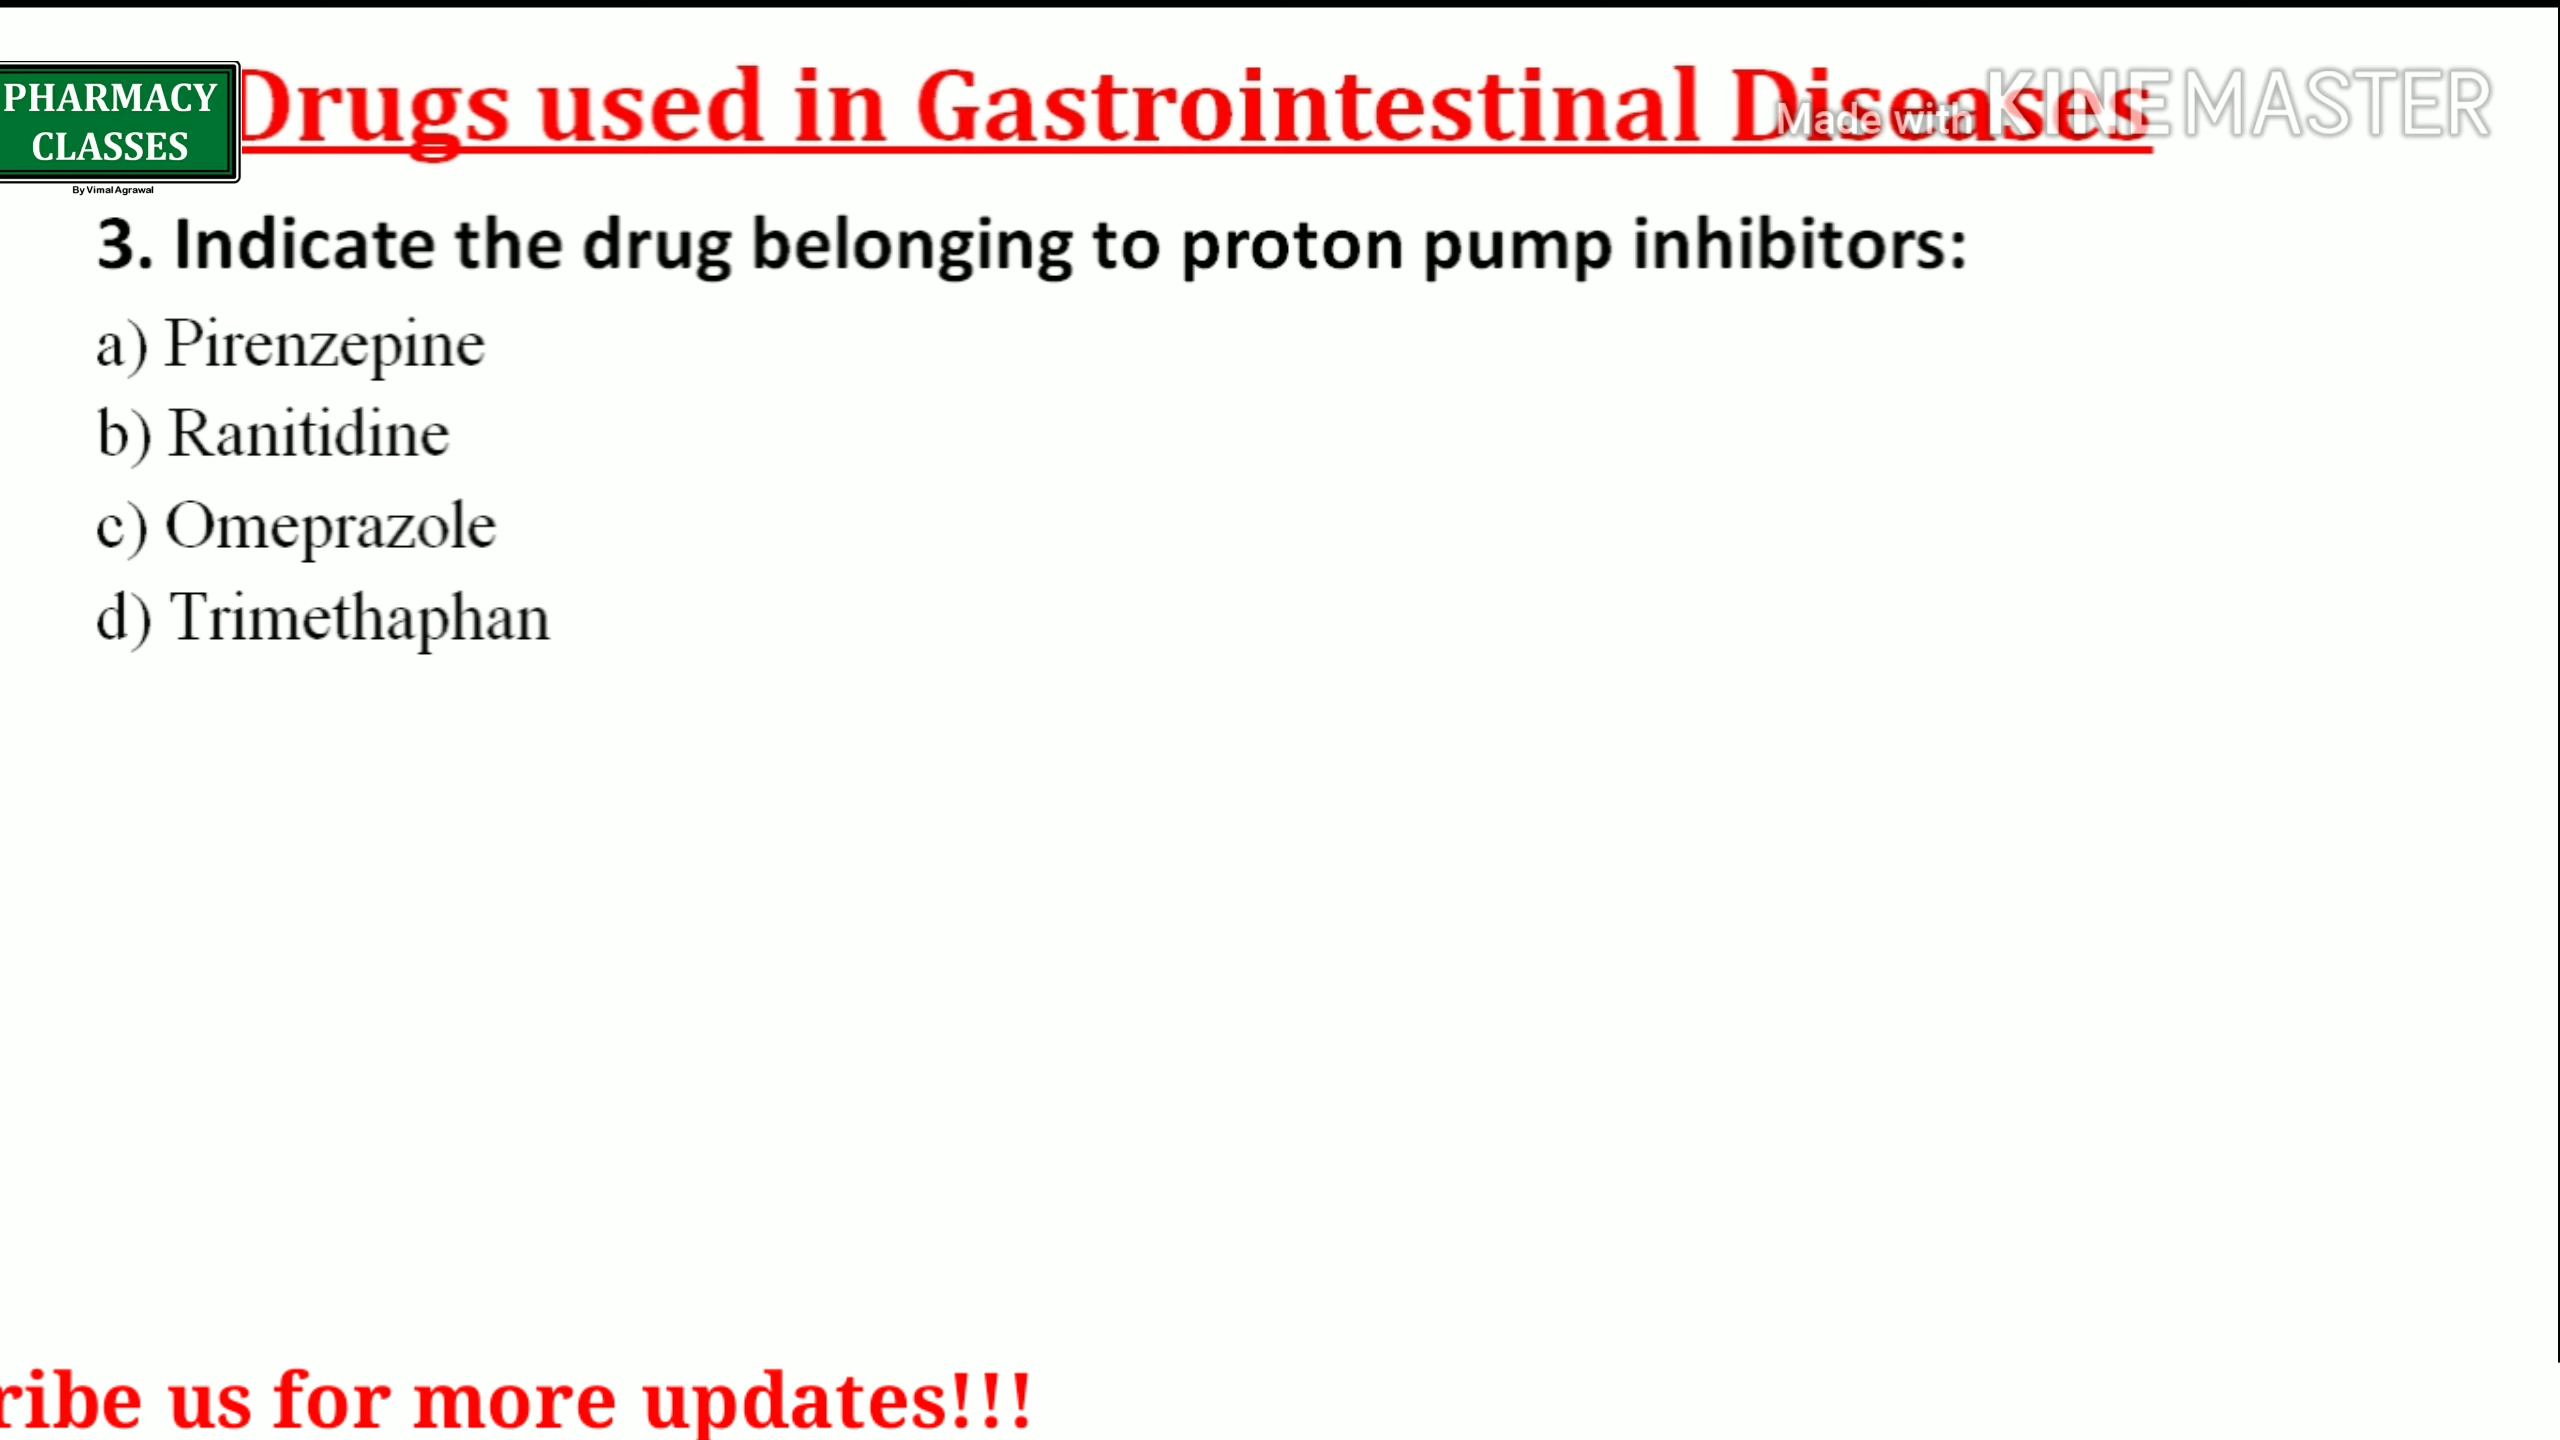 PHARMACY
CLASSES
By Vimal Agrawal
Drugs used in Gastrointestinal Diseases
Made with KINEMASTER
3. Indicate the drug belonging to proton pump inhibitors:
a) Pirenzepine
b) Ranitidine
c) Omeprazole
d) Trimethaphan
ribe us for more updates!!!